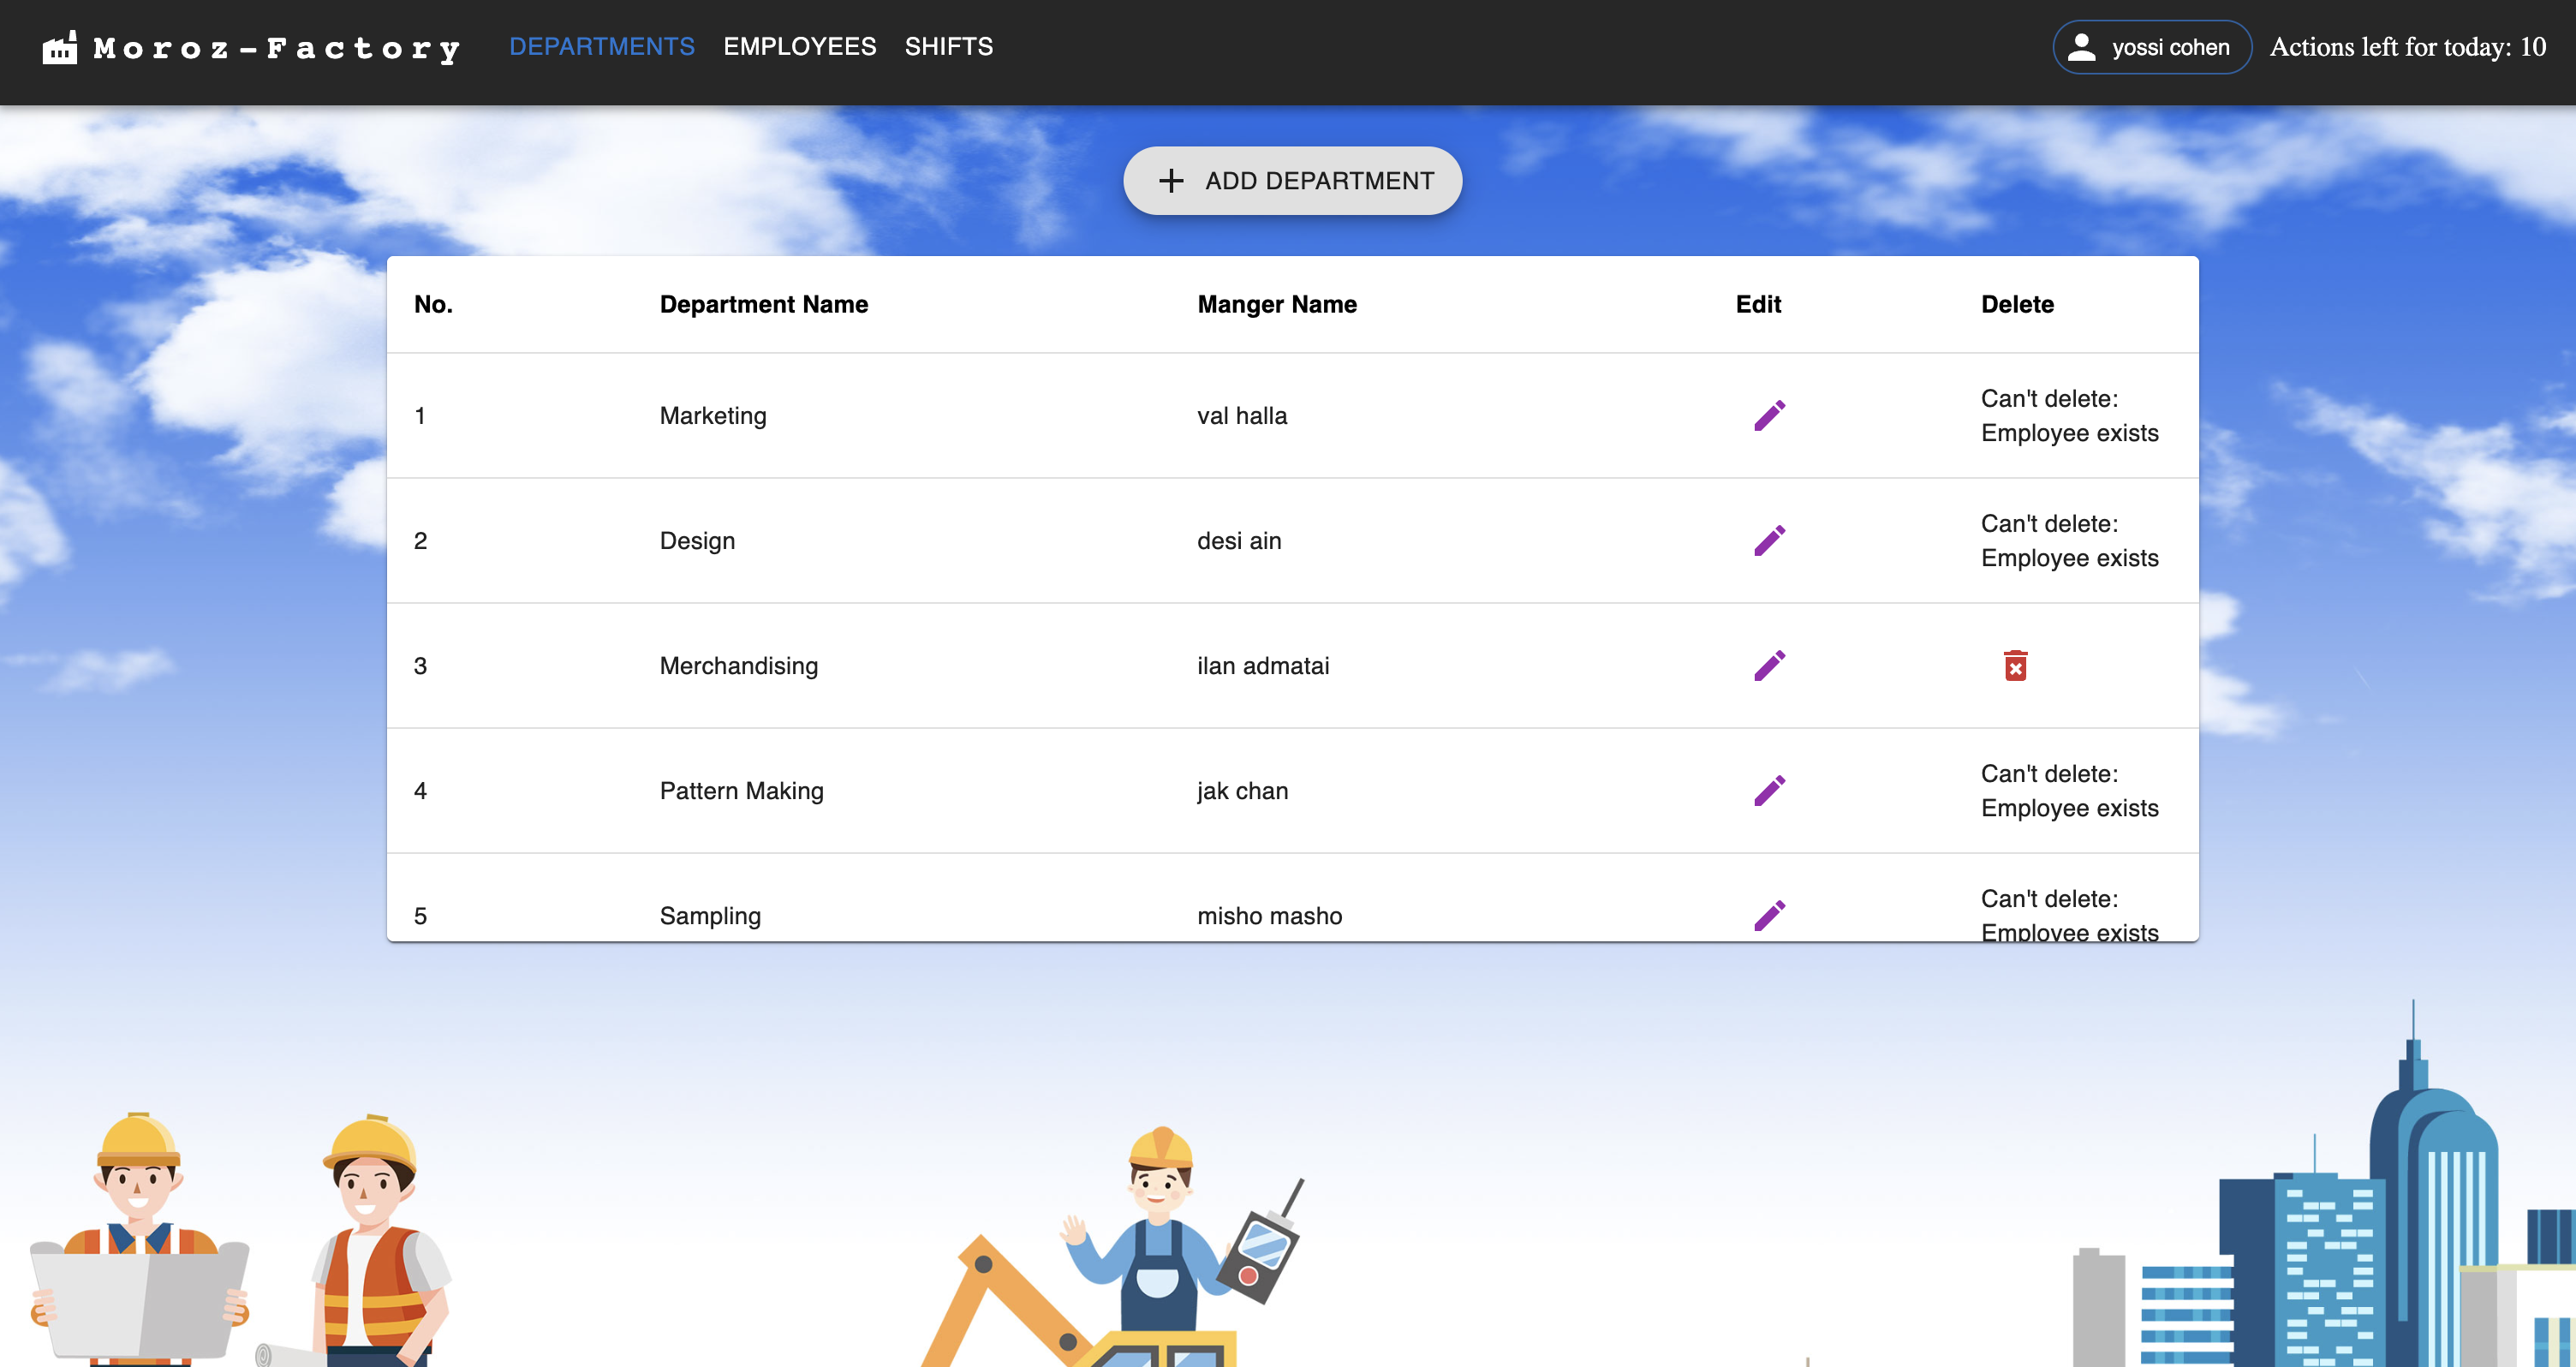 Moroz-Factory DEPARTMENTS EMPLOYEES SHIFTS yossi cohen Actions left for today: 10
+ ADD DEPARTMENT
No. Department Name Manger Name Edit Delete
1 Marketing val halla Can't delete:
Employee exists
2 Design desi ain Can't delete:
Employee exists
3 Merchandising ilan admatai
4 Pattern Making jak chan Can't delete:
Employee exists
5 Sampling misho masho Can't delete:
Employee exists